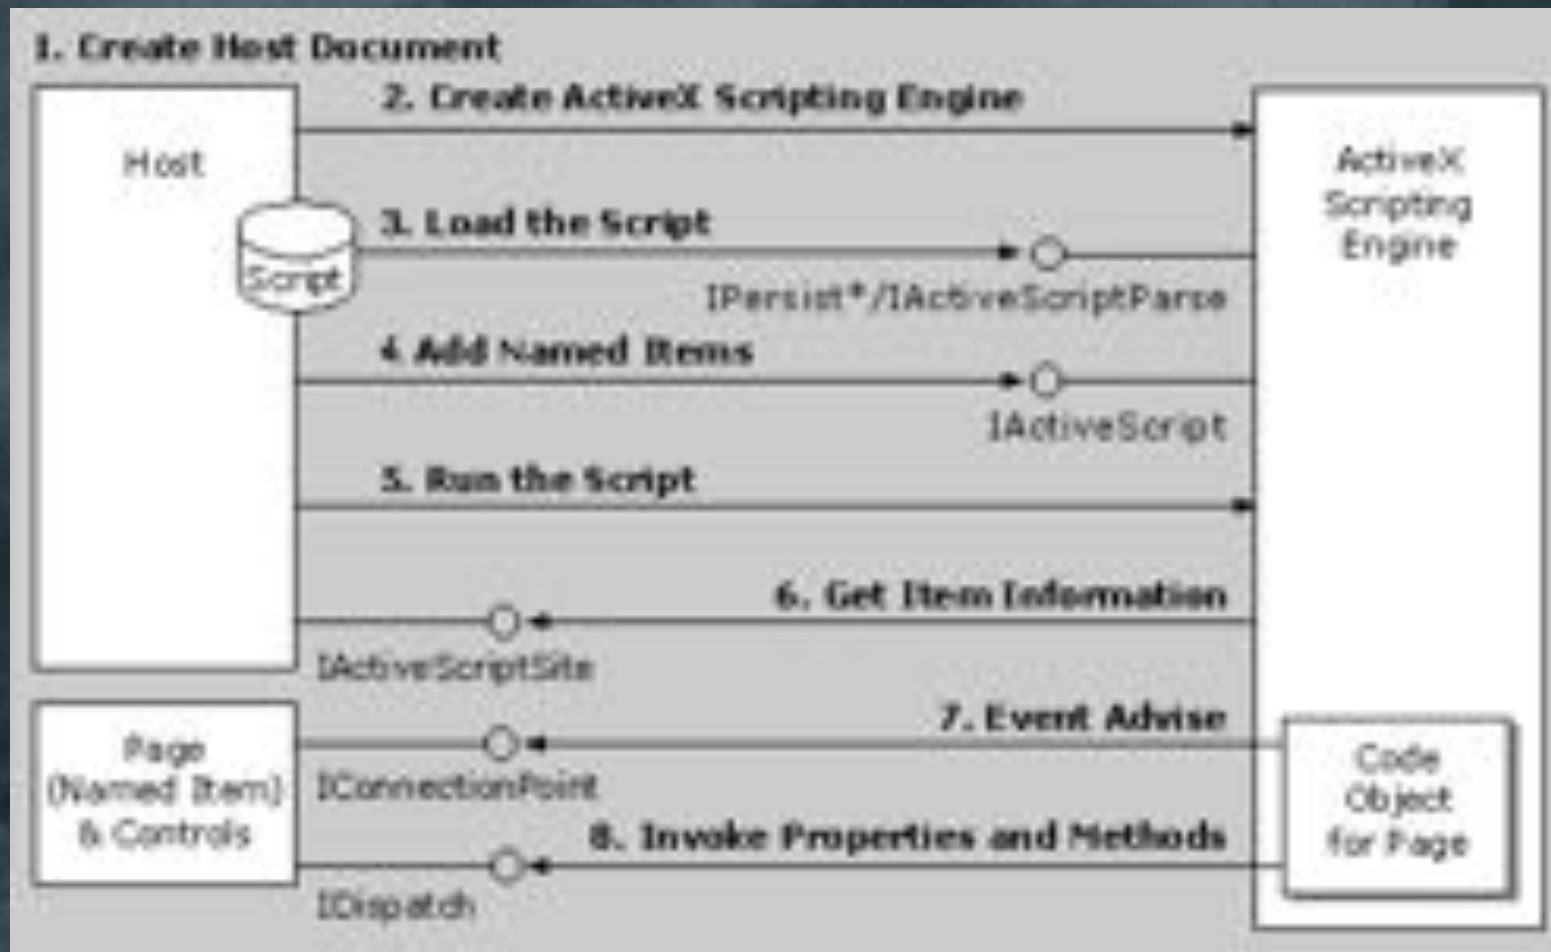 1. Create Host Document
2. Create ActiveX Scripting Engine
Host
ActiveX
Scripting
Engine
3. Load the Script
Script
IPersist*/IActiveScriptParse
4 Add Named Items
IActiveScript
5. Run the Script
6. Get Item Information
IActiveScriptSite
7. Event Advise
Page
(Named Item)
& Controls
IConnectionPoint
Code
Object
for Page
8. Invoke Properties and Methods
IDispatch